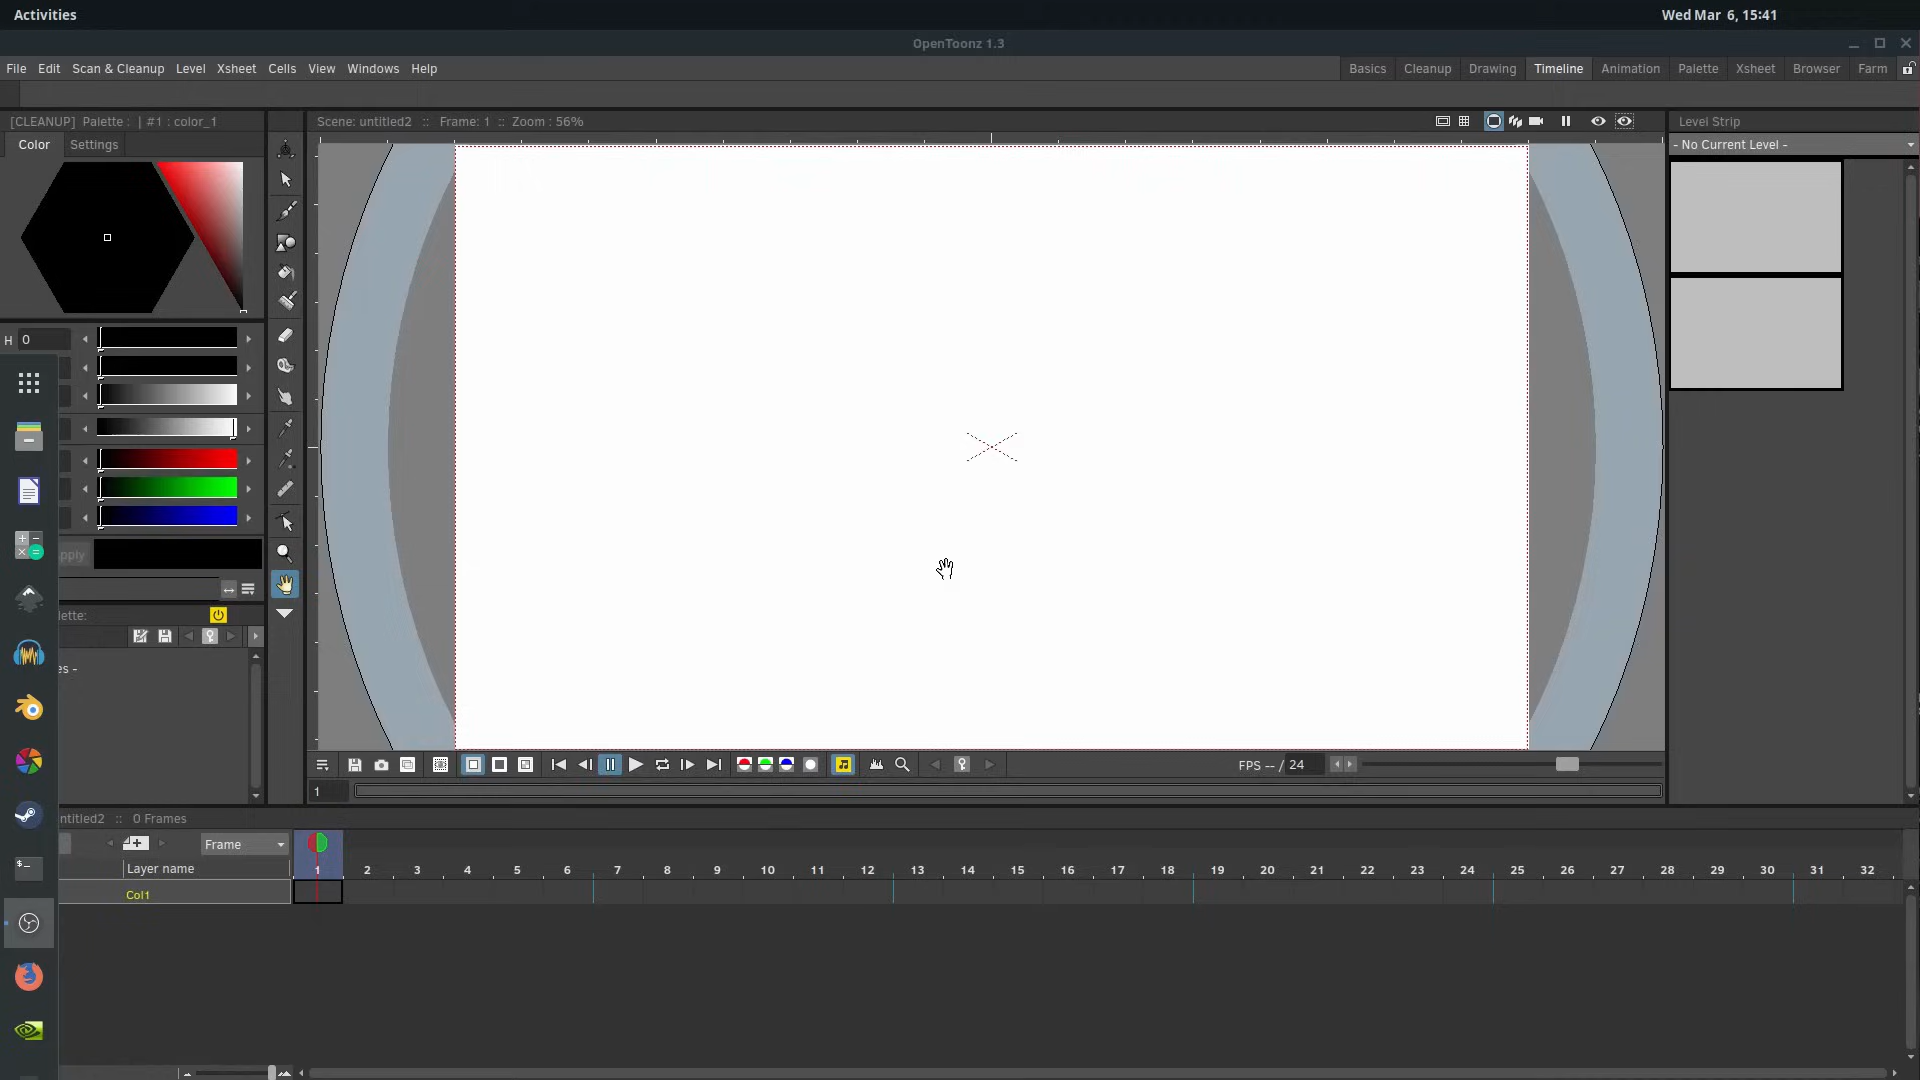 Activities
Wed Mar 6, 15:41
OpenToonz 1.3
File Edit Scan & Cleanup Level Xsheet Cells View Windows Help
Basics Cleanup Drawing Timeline Animation Palette Xsheet Browser Farm
[CLEANUP] Palette : | #1 : color_1
Scene: untitled2 :: Frame: 1 :: Zoom : 56%
Level Strip
Color Settings
- No Current Level -
H 0
pply
lette:
es -
FPS -- / 24
1
ntitled2 :: 0 Frames
Frame
Layer name
1 2 3 4 5 6 7 8 9 10 11 12 13 14 15 16 17 18 19 20 21 22 23 24 25 26 27 28 29 30 31 32
Col1